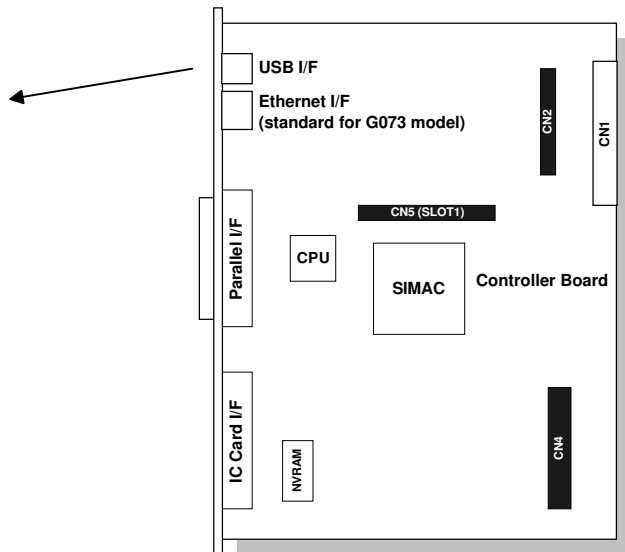 USB I/F
Ethernet I/F
(standard for G073 model)
CN2
CN1
CN5 (SLOT1)
Parallel I/F
CPU
SIMAC
Controller Board
IC Card I/F
NVRAM
CN4